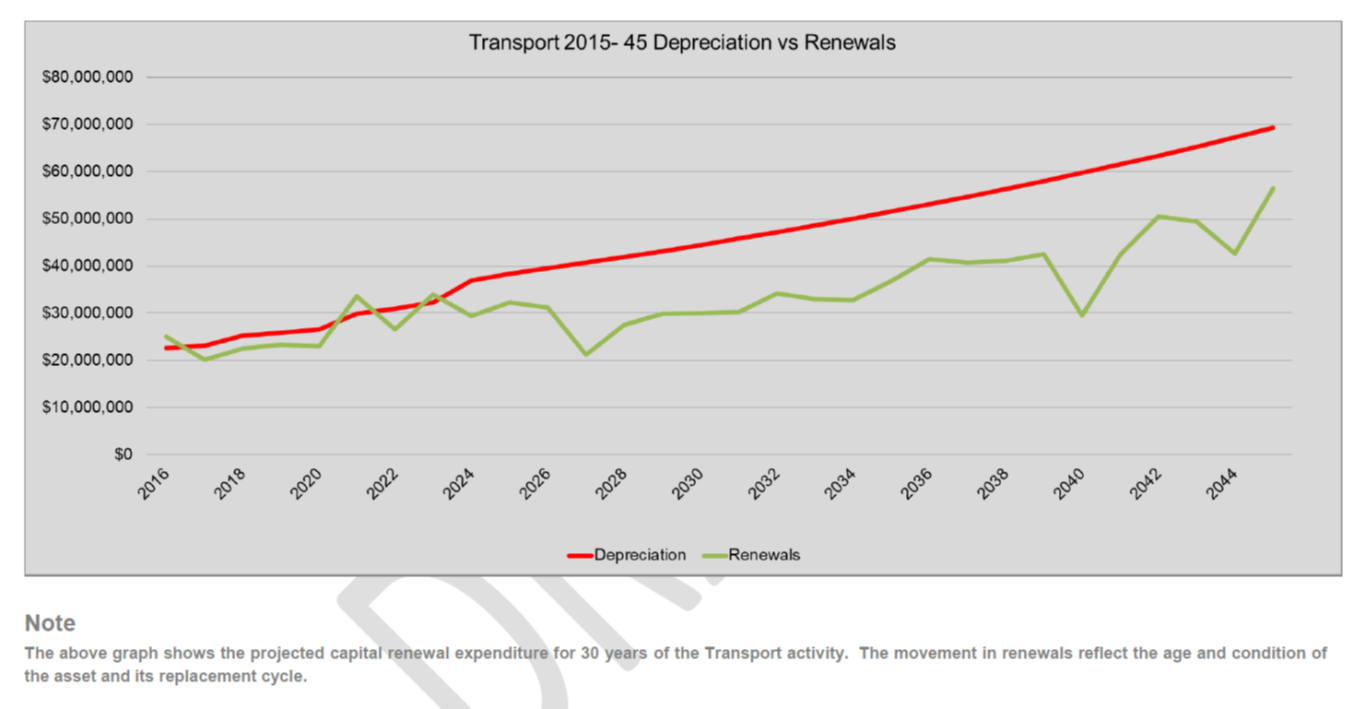 Transport 2015- 45 Depreciation vs Renewals
$80,000,000
$70,000,000
$60,000,000
$50,000,000
$40,000,000
$30,000,000
$20,000,000
$10,000,000
$0
2016 2018 2020 2022 2024 2026 2028 2030 2032 2034 2036 2038 2040 2042 2044
Depreciation Renewals
Note
The above graph shows the projected capital renewal expenditure for 30 years of the Transport activity. The movement in renewals reflect the age and condition of
the asset and its replacement cycle.